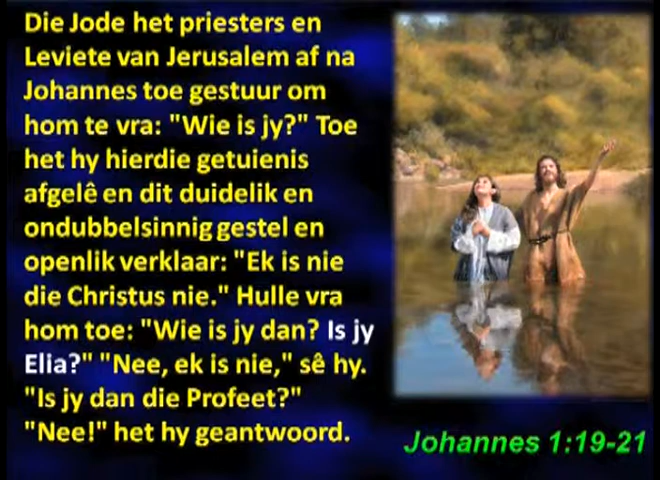 Die Jode het priesters en
Leviete van Jerusalem af na
Johannes toe gestuur om
hom te vra: "Wie is jy?" Toe
het hy hierdie getuienis
afgelê en dit duidelik en
ondubbelsinnig gestel en
openlik verklaar: "Ek is nie
die Christus nie." Hulle vra
hom toe: "Wie is jy dan? Is jy
Elia?" "Nee, ek is nie," sê hy.
"Is jy dan die Profeet?"
"Nee!" het hy geantwoord.
Johannes 1:19-21